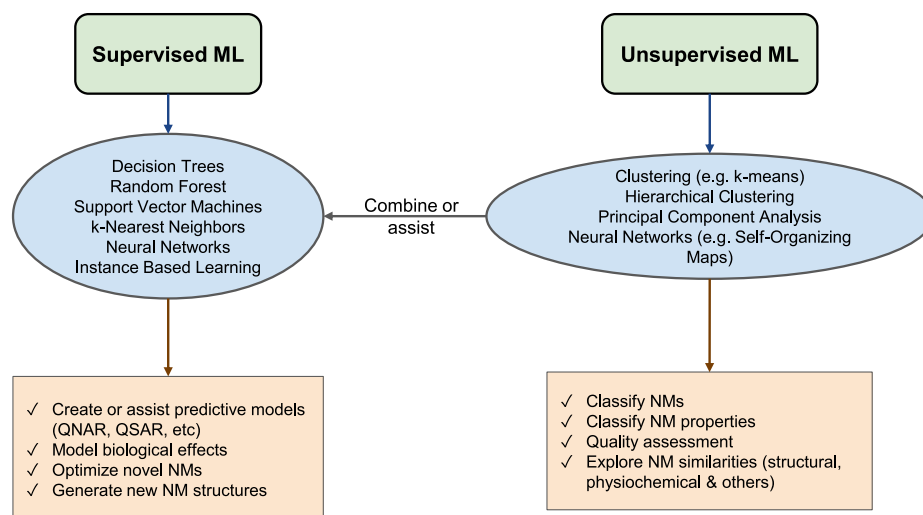 Supervised ML
Unsupervised ML
Decision Trees
Random Forest
Support Vector Machines
k-Nearest Neighbors
Neural Networks
Instance Based Learning
Combine or
assist
Clustering (e.g. k-means)
Hierarchical Clustering
Principal Component Analysis
Neural Networks (e.g. Self-Organizing
Maps)
✓ Create or assist predictive models
(QNAR, QSAR, etc)
✓ Model biological effects
✓ Optimize novel NMs
✓ Generate new NM structures
✓ Classify NMs
✓ Classify NM properties
✓ Quality assessment
✓ Explore NM similarities (structural,
physiochemical & others)